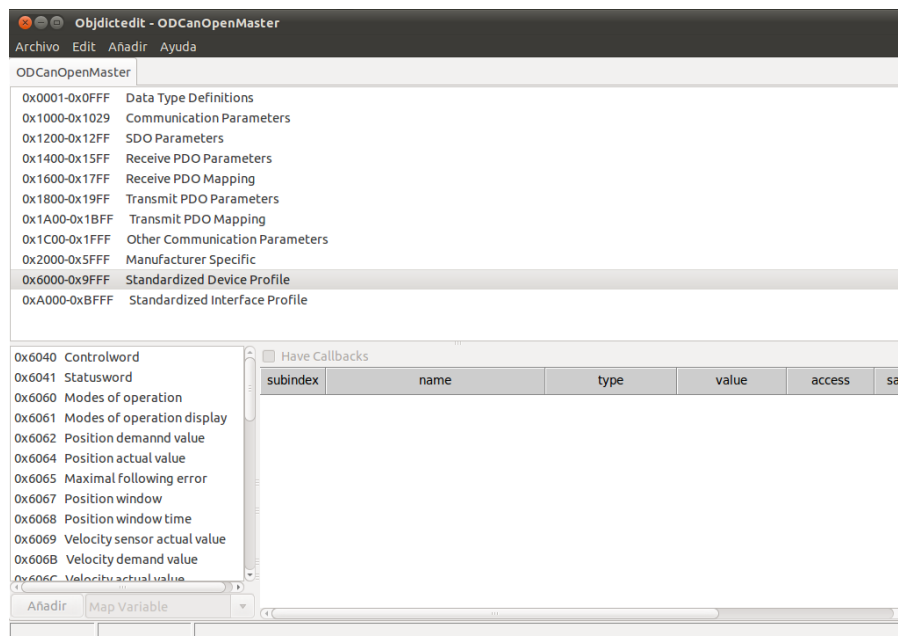 Objdictedit - ODCanOpenMaster
Archivo Edit Añadir Ayuda
ODCanOpenMaster
0x0001-0x0FFF Data Type Definitions
0x1000-0x1029 Communication Parameters
0x1200-0x12FF SDO Parameters
0x1400-0x15FF Receive PDO Parameters
0x1600-0x17FF Receive PDO Mapping
0x1800-0x19FF Transmit PDO Parameters
0x1A00-0x1BFF Transmit PDO Mapping
0x1C00-0x1FFF Other Communication Parameters
0x2000-0x5FFF Manufacturer Specific
0x6000-0x9FFF Standardized Device Profile
0xA000-0xBFFF Standardized Interface Profile
0x6040 Controlword
0x6041 Statusword
0x6060 Modes of operation
0x6061 Modes of operation display
0x6062 Position demannd value
0x6064 Position actual value
0x6065 Maximal following error
0x6067 Position window
0x6068 Position window time
0x6069 Velocity sensor actual value
0x606B Velocity demand value
0x606C Velocity actual value
Añadir Map Variable
Have Callbacks
subindex name type value access sa